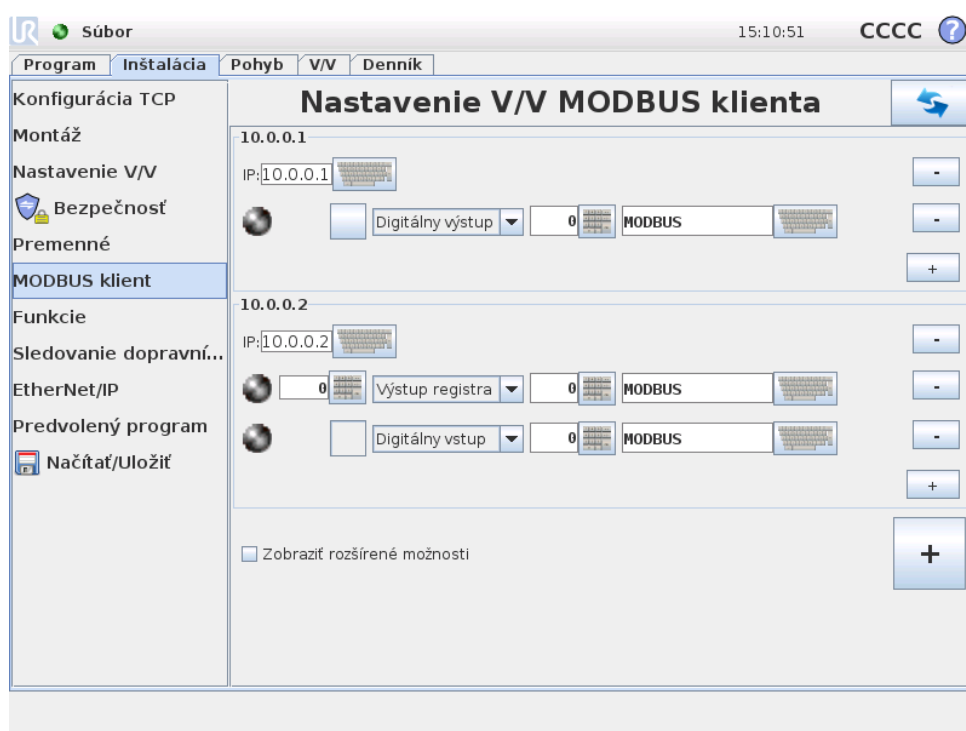 UR Súbor 15:10:51 CCCC ?
Program Inštalácia Pohyb V/V Denník
Konfigurácia TCP
Montáž
Nastavenie V/V
Bezpečnosť
Premenné
MODBUS klient
Funkcie
Sledovanie dopravní...
EtherNet/IP
Predvolený program
Načítať/Uložiť
Nastavenie V/V MODBUS klienta
10.0.0.1
IP: 10.0.0.1 -
Digitálny výstup 0 MODBUS -
+
10.0.0.2
IP: 10.0.0.2 -
0 Výstup registra 0 MODBUS -
Digitálny vstup 0 MODBUS -
+
Zobraziť rozšírené možnosti +